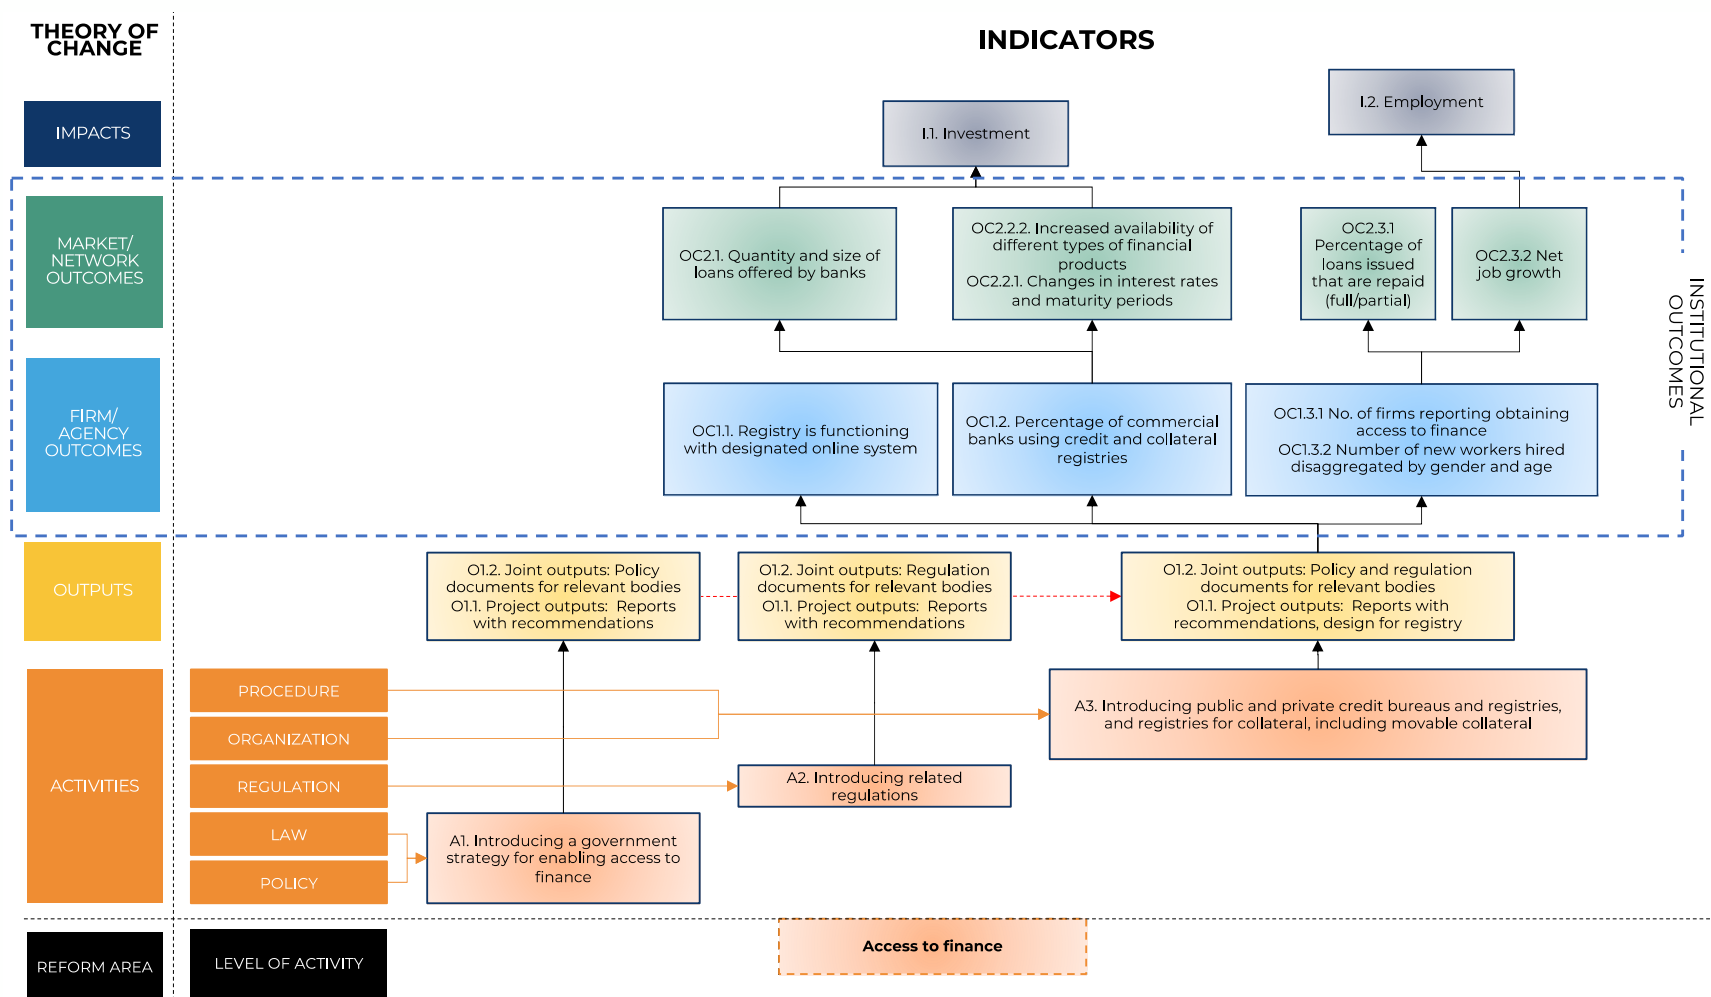 THEORY OF
CHANGE
INDICATORS
IMPACTS
I.1. Investment
I.2. Employment
MARKET/
NETWORK
OUTCOMES
OC2.1. Quantity and size of
loans offered by banks
OC2.2.2. Increased availability of
different types of financial
products
OC2.2.1. Changes in interest rates
and maturity periods
OC2.3.1
Percentage of
loans issued
that are repaid
(full/partial)
OC2.3.2 Net
job growth
INSTITUTIONAL
OUTCOMES
FIRM/
AGENCY
OUTCOMES
OC1.1. Registry is functioning
with designated online system
OC1.2. Percentage of commercial
banks using credit and collateral
registries
OC1.3.1 No. of firms reporting obtaining
access to finance
OC1.3.2 Number of new workers hired
disaggregated by gender and age
OUTPUTS
O1.2. Joint outputs: Policy
documents for relevant bodies
O1.1. Project outputs:  Reports
with recommendations
O1.2. Joint outputs: Regulation
documents for relevant bodies
O1.1. Project outputs:  Reports
with recommendations
O1.2. Joint outputs: Policy and regulation
documents for relevant bodies
O1.1. Project outputs:  Reports with
recommendations, design for registry
ACTIVITIES
PROCEDURE
ORGANIZATION
REGULATION
LAW
POLICY
A1. Introducing a government
strategy for enabling access to
finance
A2. Introducing related
regulations
A3. Introducing public and private credit bureaus and registries,
and registries for collateral, including movable collateral
REFORM AREA
LEVEL OF ACTIVITY
Access to finance